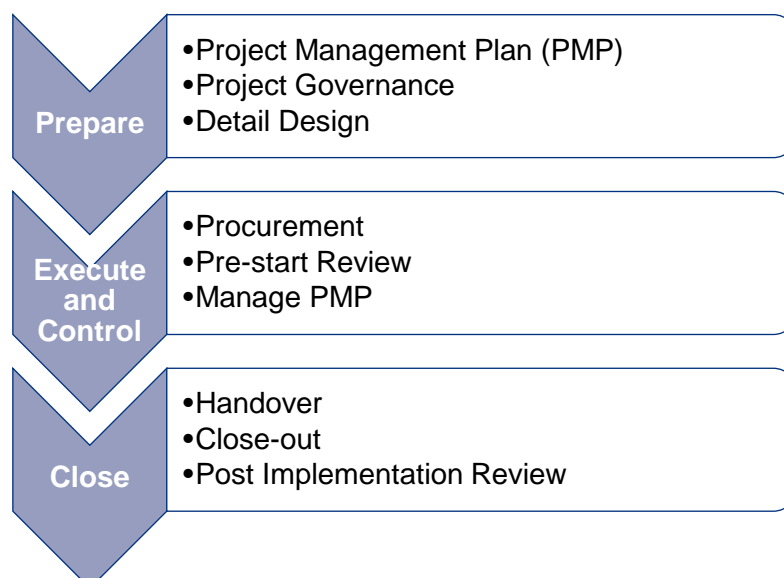 Prepare
•Project Management Plan (PMP)
•Project Governance
•Detail Design
Execute
and
Control
•Procurement
•Pre-start Review
•Manage PMP
Close
•Handover
•Close-out
•Post Implementation Review